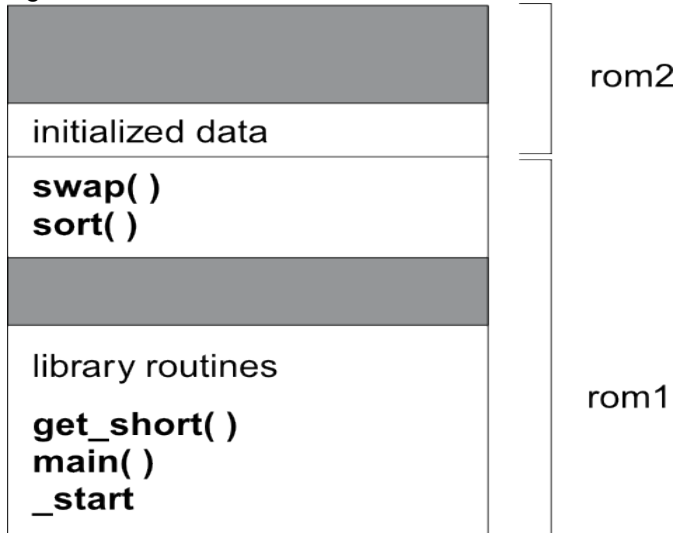 rom2
initialized data
swap( )
sort( )
library routines
rom1
get_short( )
main( )
_start